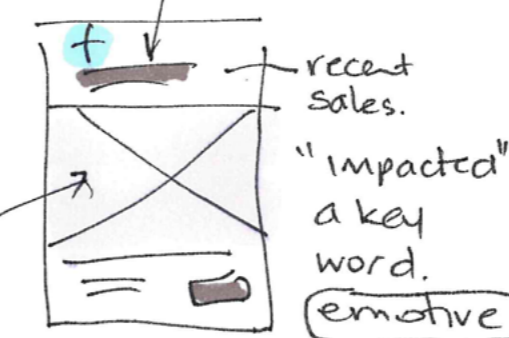 recent
sales.
"impacted"
a key
word.
emotive